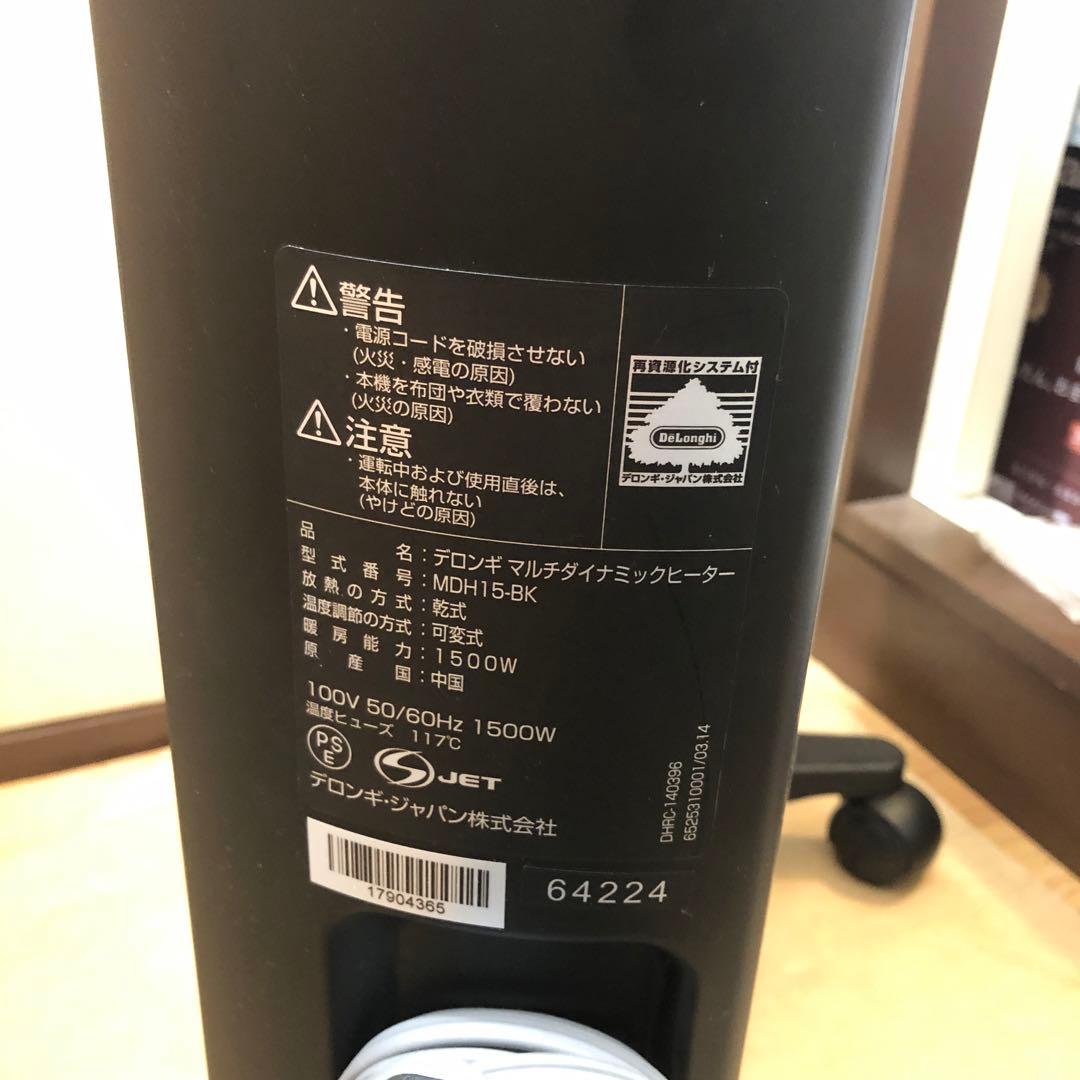 警告
・電源コードを破損させない
(火災・感電の原因)
・本機を布団や衣類で覆わない
(火災の原因)
注意
・運転中および使用直後は、
本体に触れない
(やけどの原因)
再資源化システム付
DeLonghi
デロンギ・ジャパン株式会社
品名：デロンギ マルチダイナミックヒーター
型式番号：MDH15-BK
放熱の方式：乾式
温度調節の方式：可変式
暖房能力：1500W
原産国：中国
100V 50/60Hz 1500W
温度ヒューズ 117℃
PS
E
S JET
デロンギ・ジャパン株式会社
DHRC-140396
6525310001/03.14
17904365
64224